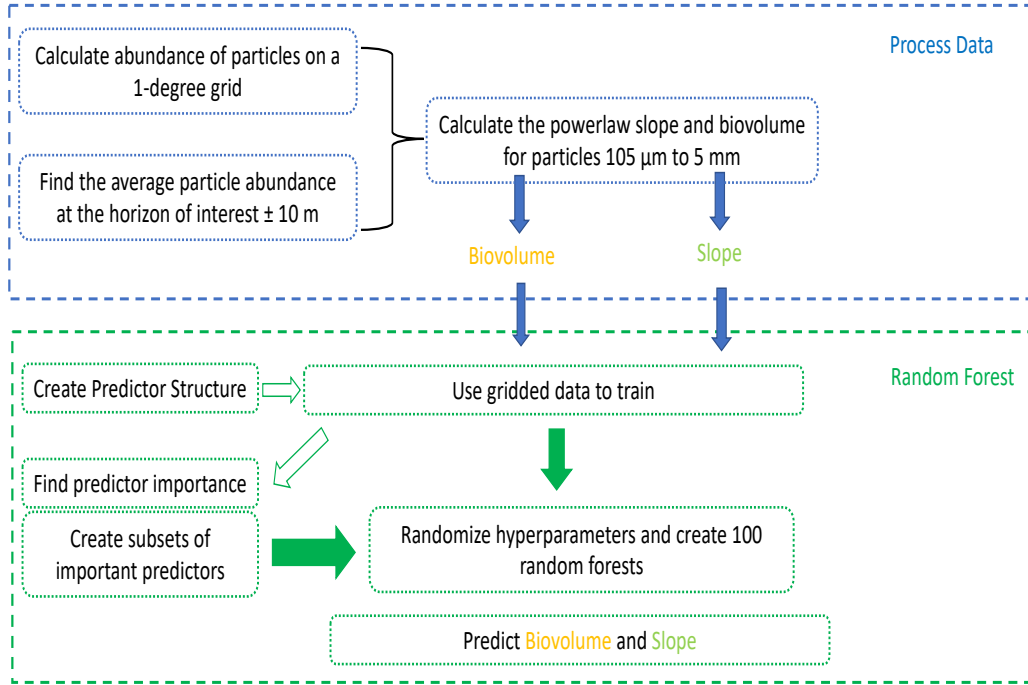 Process Data
Calculate abundance of particles on a
1-degree grid
Find the average particle abundance
at the horizon of interest ± 10 m
Calculate the powerlaw slope and biovolume
for particles 105 µm to 5 mm
Biovolume
Slope
Random Forest
Create Predictor Structure
Use gridded data to train
Find predictor importance
Create subsets of
important predictors
Randomize hyperparameters and create 100
random forests
Predict Biovolume and Slope